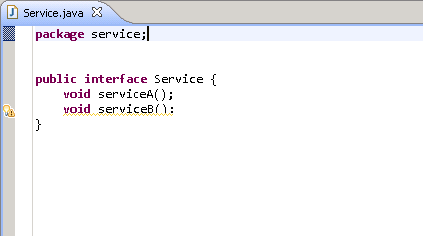 Service.java
package service;
public interface Service {
void serviceA();
void serviceB();
}